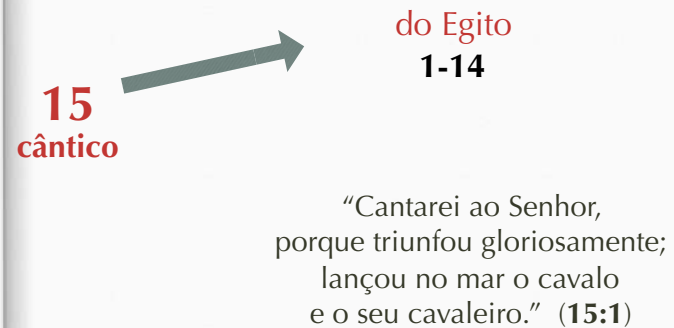 do Egito
1-14
15
cântico
“Cantarei ao Senhor,
porque triunfou gloriosamente;
lançou no mar o cavalo
e o seu cavaleiro.” (15:1)